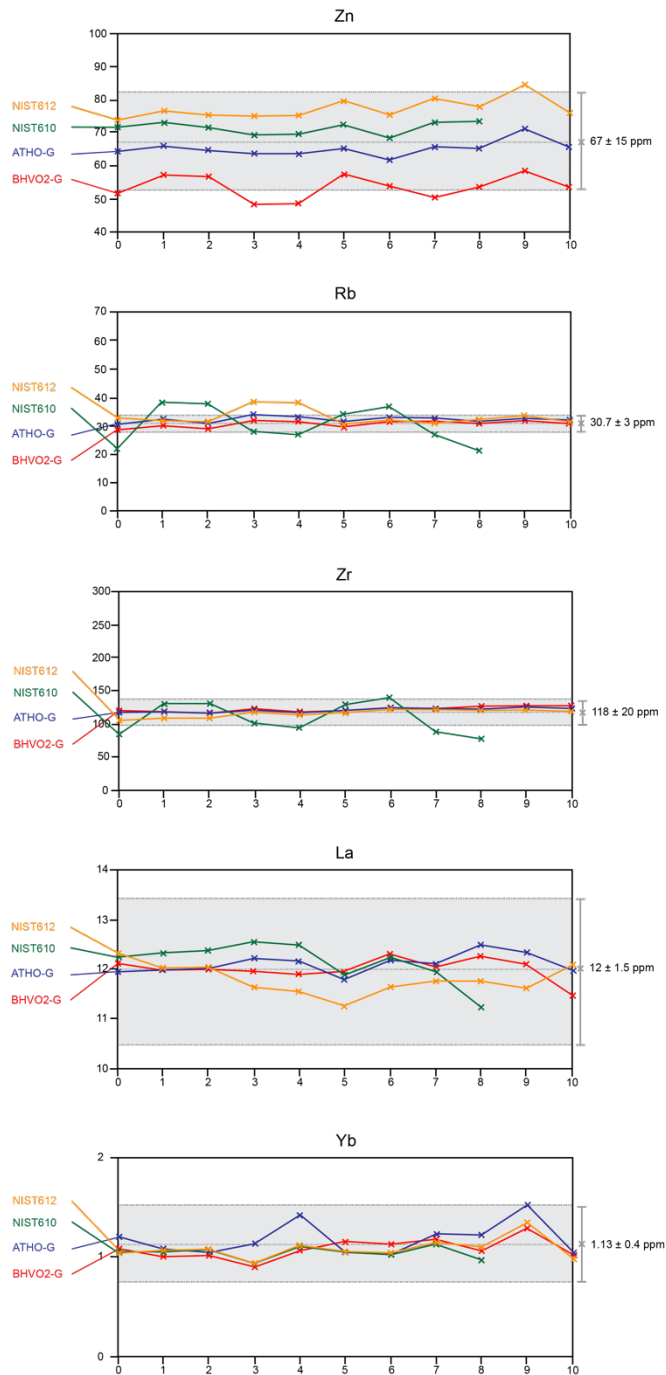 Zn
100
90
80
70
60
50
40
NIST612
NIST610
ATHO-G
BHVO2-G
67 ± 15 ppm
0 1 2 3 4 5 6 7 8 9 10
Rb
70
60
50
40
30
20
10
0
NIST612
NIST610
ATHO-G
BHVO2-G
30.7 ± 3 ppm
0 1 2 3 4 5 6 7 8 9 10
Zr
300
250
200
150
100
50
0
NIST612
NIST610
ATHO-G
BHVO2-G
118 ± 20 ppm
0 1 2 3 4 5 6 7 8 9 10
La
14
13
12
11
10
NIST612
NIST610
ATHO-G
BHVO2-G
12 ± 1.5 ppm
0 1 2 3 4 5 6 7 8 9 10
Yb
2
1
0
NIST612
NIST610
ATHO-G
BHVO2-G
1.13 ± 0.4 ppm
0 1 2 3 4 5 6 7 8 9 10